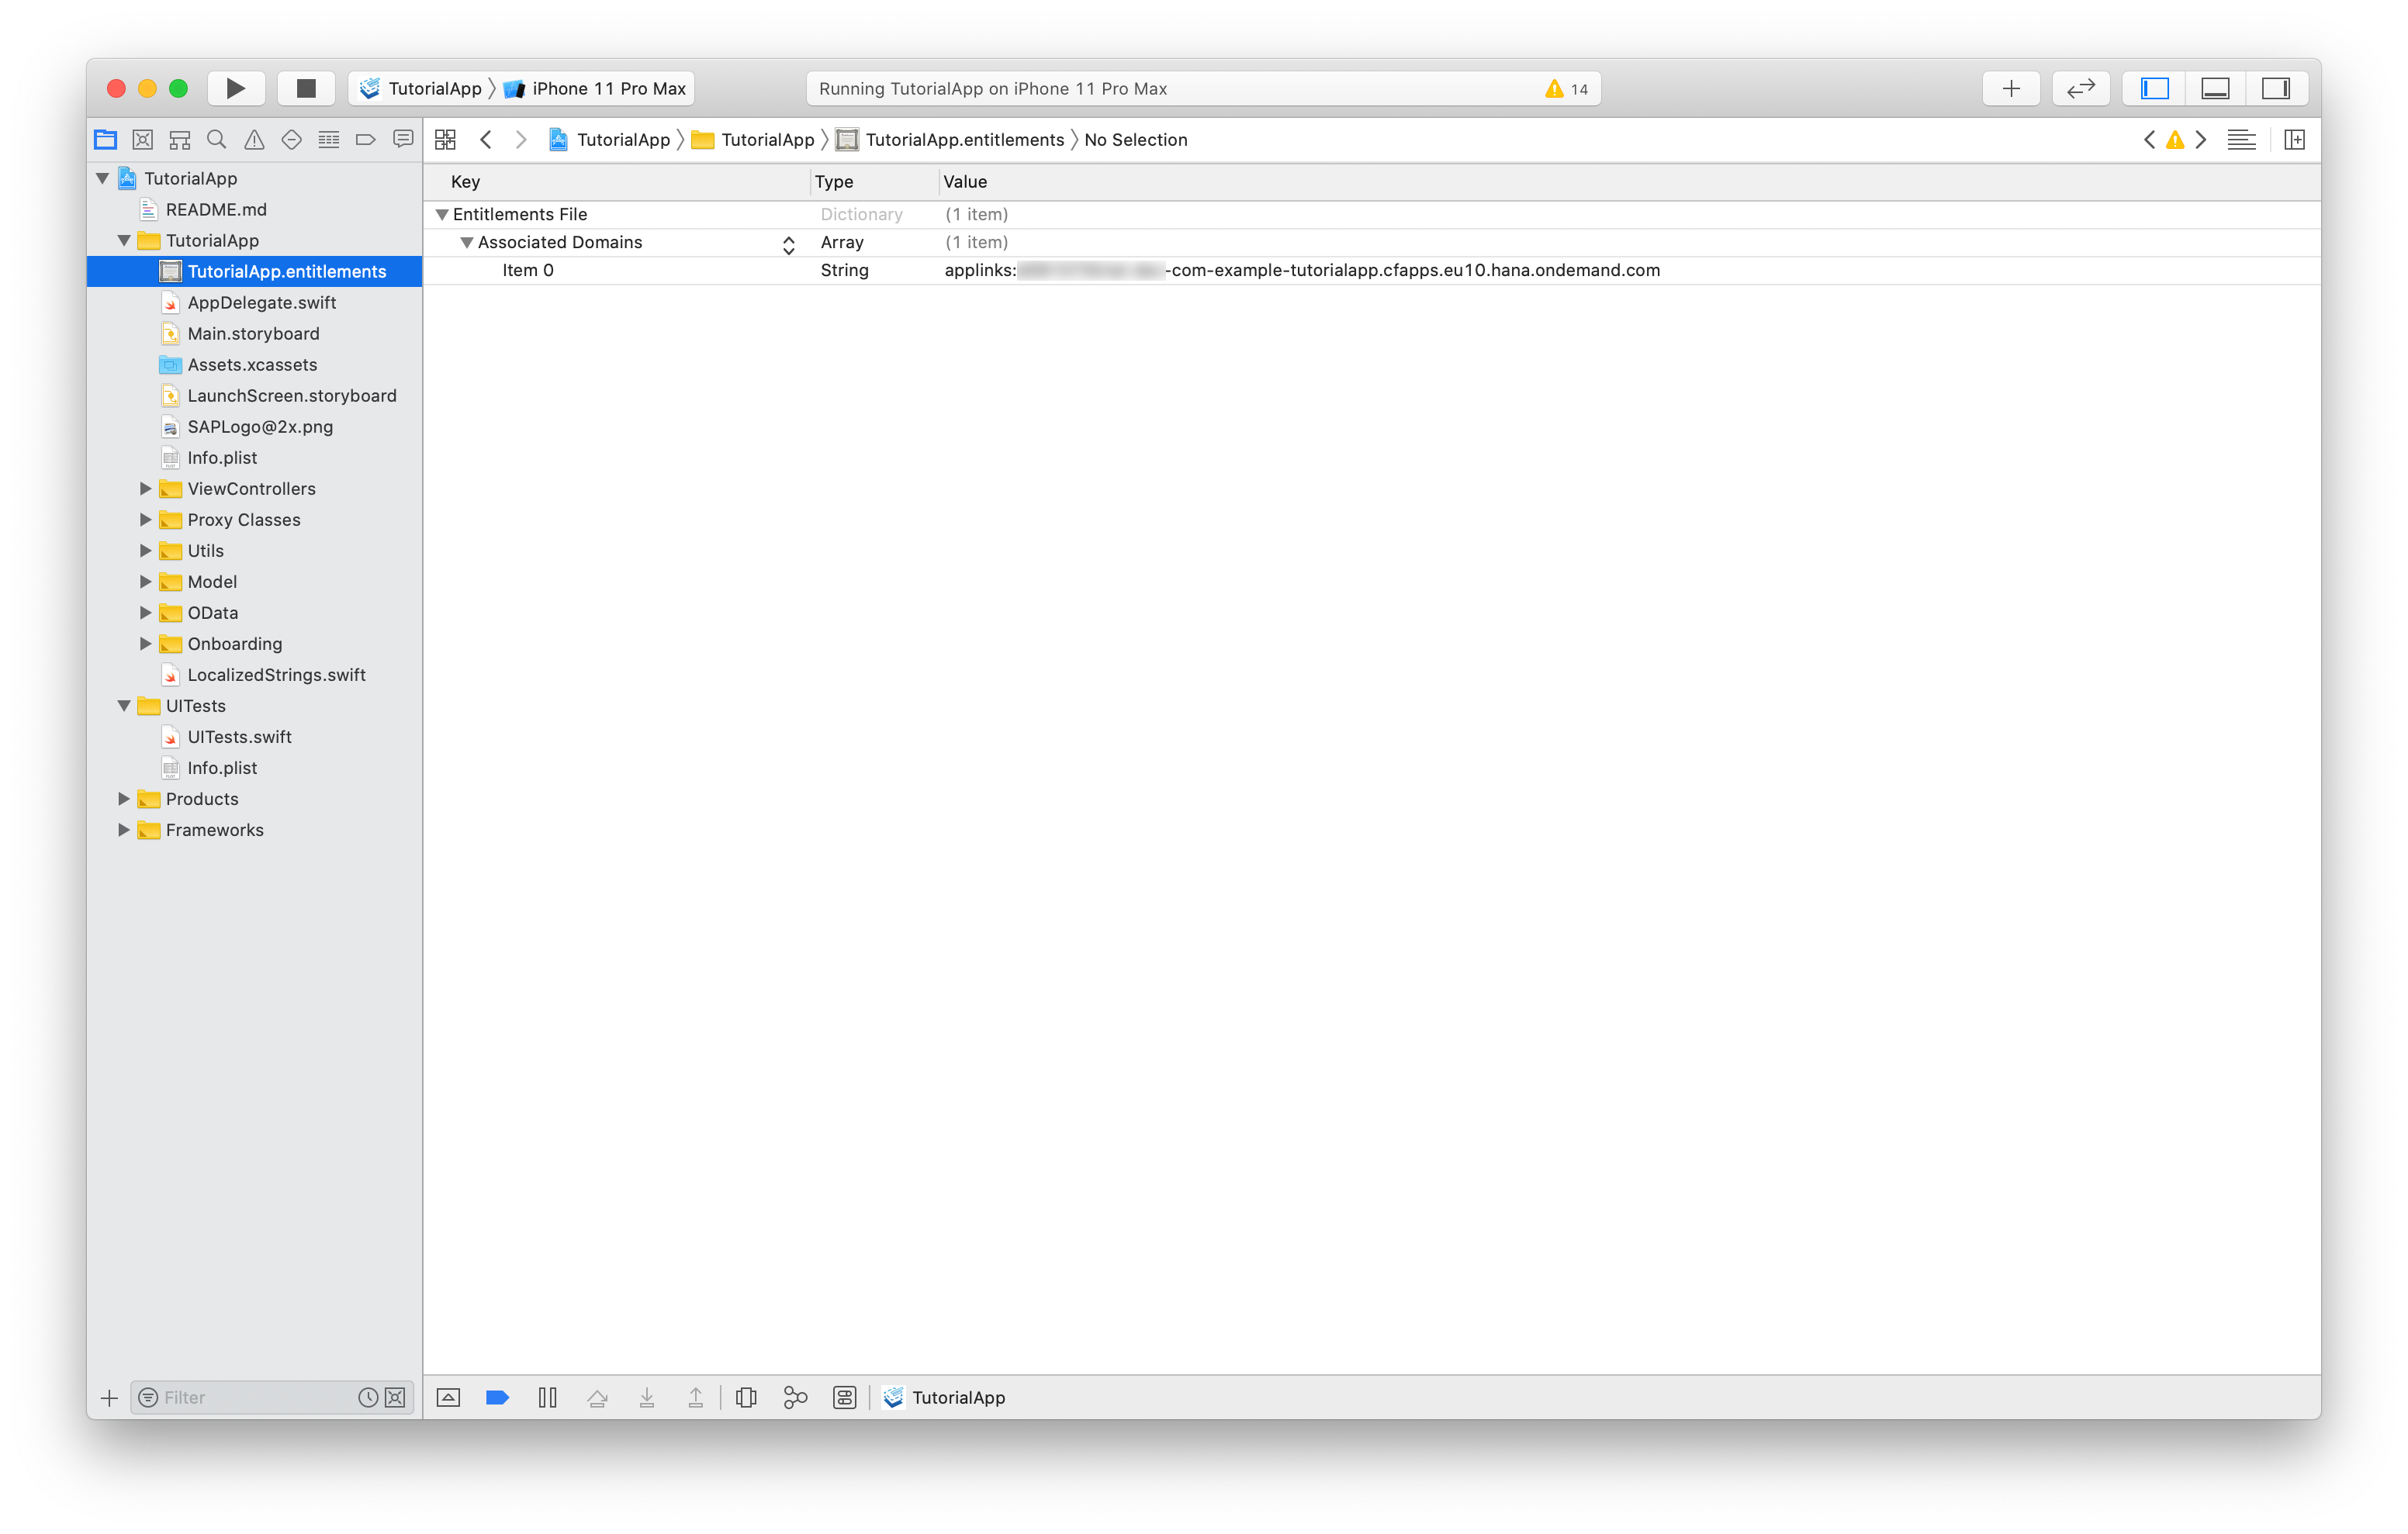 TutorialApp iPhone 11 Pro Max
Running TutorialApp on iPhone 11 Pro Max 14
TutorialApp TutorialApp TutorialApp.entitlements No Selection
Key Type Value
Entitlements File Dictionary (1 item)
Associated Domains Array (1 item)
Item 0 String applinks: -com-example-tutorialapp.cfapps.eu10.hana.ondemand.com
TutorialApp
README.md
TutorialApp
TutorialApp.entitlements
AppDelegate.swift
Main.storyboard
Assets.xcassets
LaunchScreen.storyboard
SAPLogo@2x.png
Info.plist
ViewControllers
Proxy Classes
Utils
Model
OData
Onboarding
LocalizedStrings.swift
UITests
UITests.swift
Info.plist
Products
Frameworks
Filter
TutorialApp